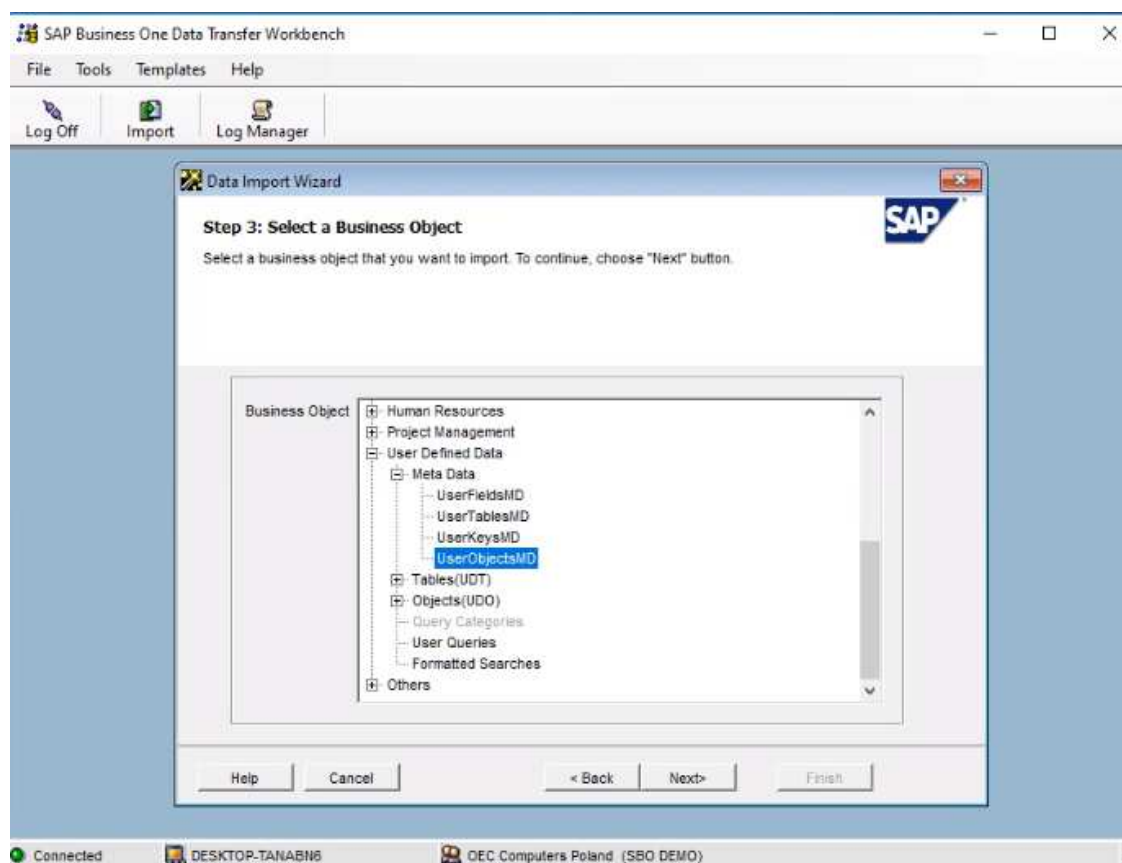 SAP Business One Data Transfer Workbench
File Tools Templates Help
Log Off Import Log Manager
Data Import Wizard
Step 3: Select a Business Object
SAP
Select a business object that you want to import. To continue, choose "Next" button.
Business Object
Human Resources
Project Management
User Defined Data
Meta Data
UserFieldsMD
UserTablesMD
UserKeysMD
UserObjectsMD
Tables(UDT)
Objects(UDO)
Query Categories
User Queries
Formatted Searches
Others
Help Cancel < Back Next> Finish
Connected DESKTOP-TANABN6 OEC Computers Poland (SBO DEMO)